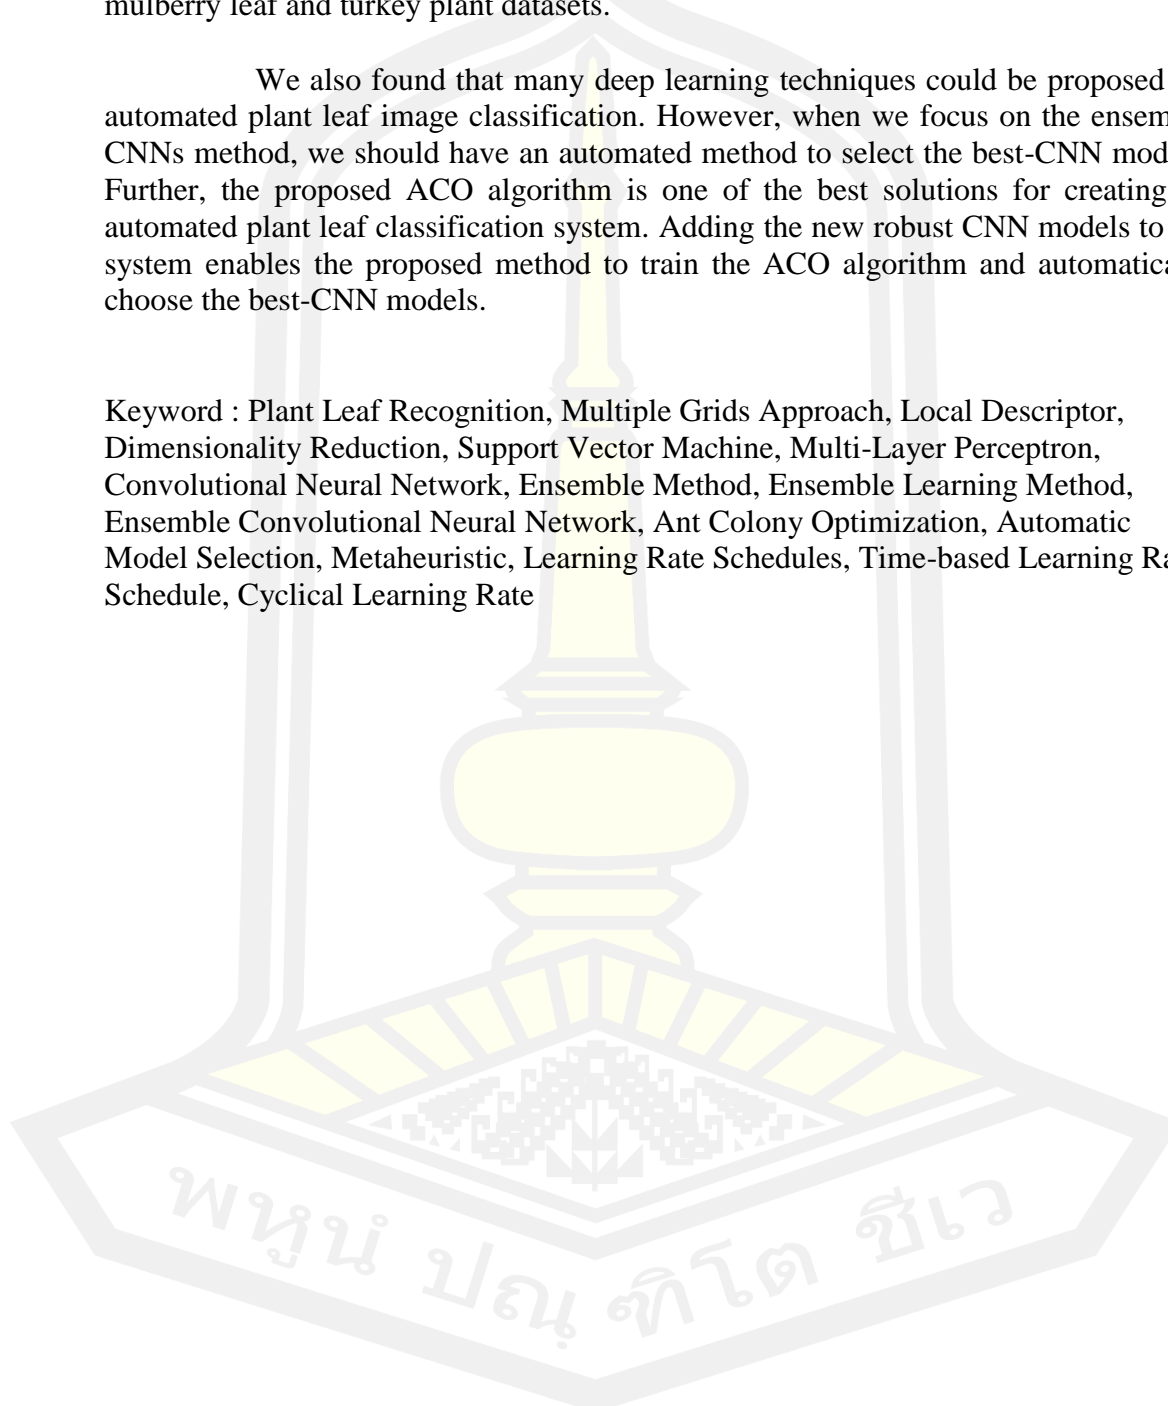 mulberry leaf and turkey plant datasets.
We also found that many deep learning techniques could be proposed
automated plant leaf image classification. However, when we focus on the
CNNs method, we should have an automated method to select the best-CNN
Further, the proposed ACO algorithm is one of the best solutions for creating
automated plant leaf classification system. Adding the new robust CNN models to
system enables the proposed method to train the ACO algorithm and
choose the best-CNN models.
Keyword : Plant Leaf Recognition, Multiple Grids Approach, Local Descriptor,
Dimensionality Reduction, Support Vector Machine, Multi-Layer Perceptron,
Convolutional Neural Network, Ensemble Method, Ensemble Learning Method,
Ensemble Convolutional Neural Network, Ant Colony Optimization, Automatic
Model Selection, Metaheuristic, Learning Rate Schedules, Time-based Learning
Schedule, Cyclical Learning Rate
พหูนํ ปณฺฑิโต ชีเว